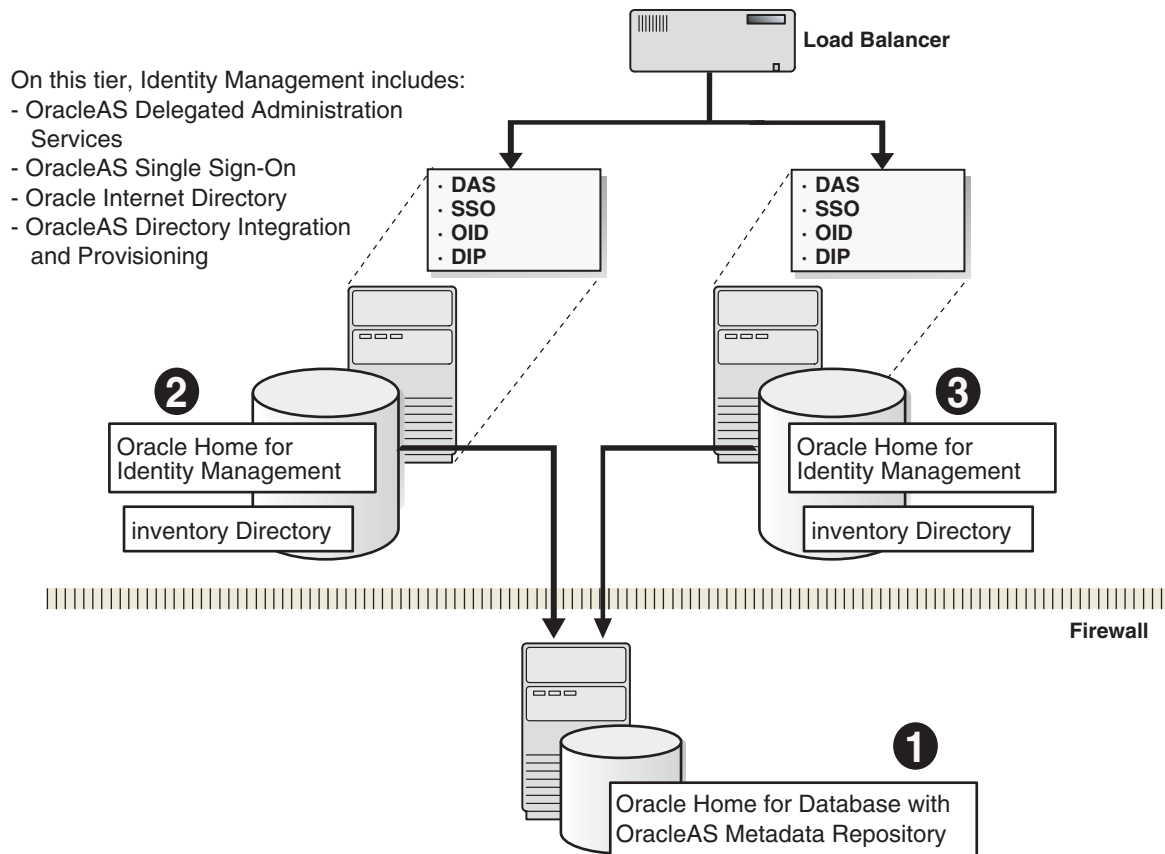 Load Balancer
On this tier, Identity Management includes:
- OracleAS Delegated Administration
Services
- OracleAS Single Sign-On
- Oracle Internet Directory
- OracleAS Directory Integration
and Provisioning
· DAS
· SSO
· OID
· DIP
· DAS
· SSO
· OID
· DIP
2
Oracle Home for
Identity Management
inventory Directory
3
Oracle Home for
Identity Management
inventory Directory
Firewall
1
Oracle Home for Database with
OracleAS Metadata Repository